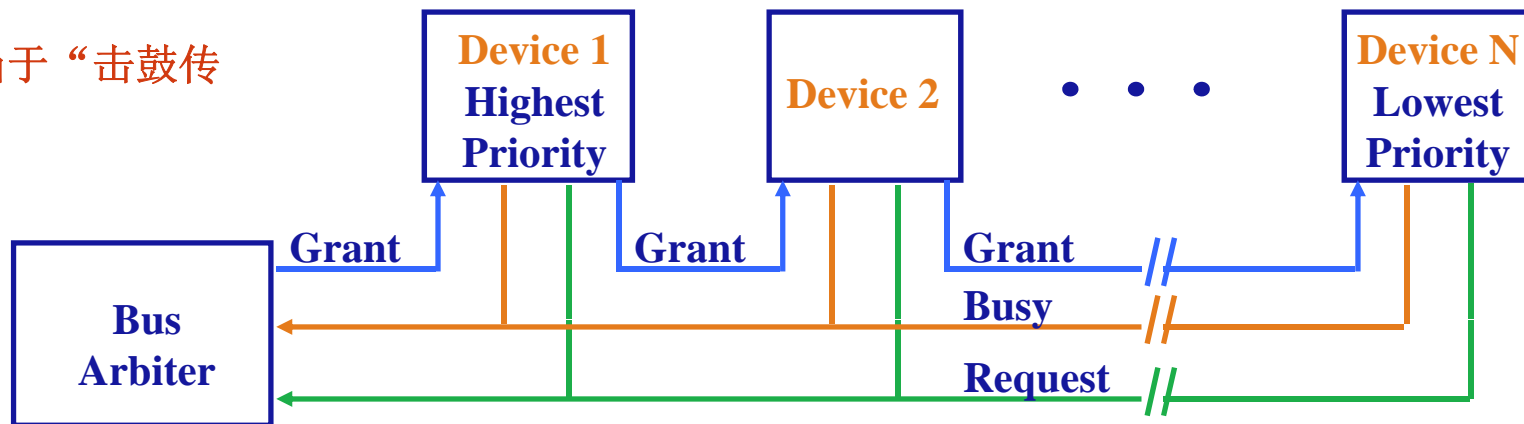 于“击鼓传
Device 1
Highest
Priority
Device 2
Device N
Lowest
Priority
Grant
Grant
Grant
Busy
Request
Bus
Arbiter